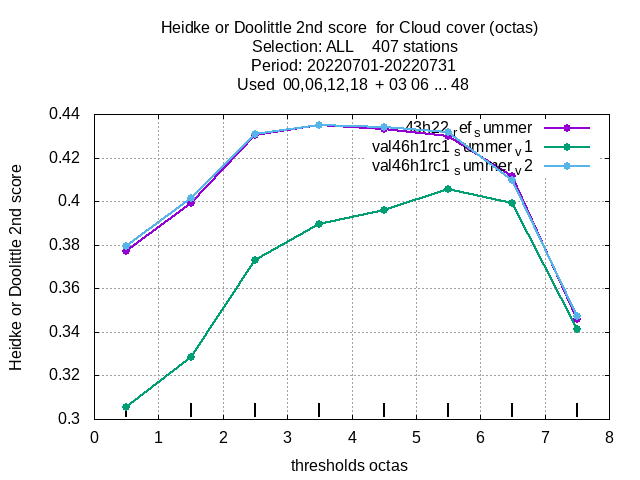 Heidke or Doolittle 2nd score  for Cloud cover (octas)
Selection: ALL    407 stations
Period: 20220701-20220731
Used  00,06,12,18  + 03 06 ... 48
43h22_ref_summer
val46h1rc1_summer_v1
val46h1rc1_summer_v2
Heidke or Doolittle 2nd score
0.44
0.42
0.4
0.38
0.36
0.34
0.32
0.3
0 1 2 3 4 5 6 7 8
thresholds octas